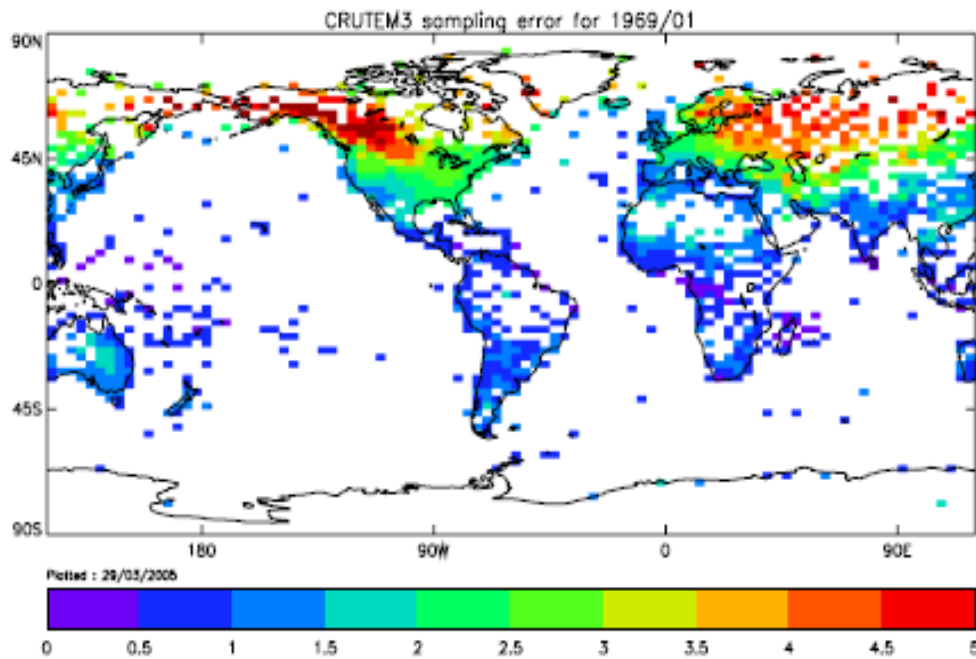 CRUTEM3 sampling error for 1969/01
90N
45N
0
45S
90S
180 90W 0 90E
Plotted : 29/03/2005
0 0.5 1 1.5 2 2.5 3 3.5 4 4.5 5